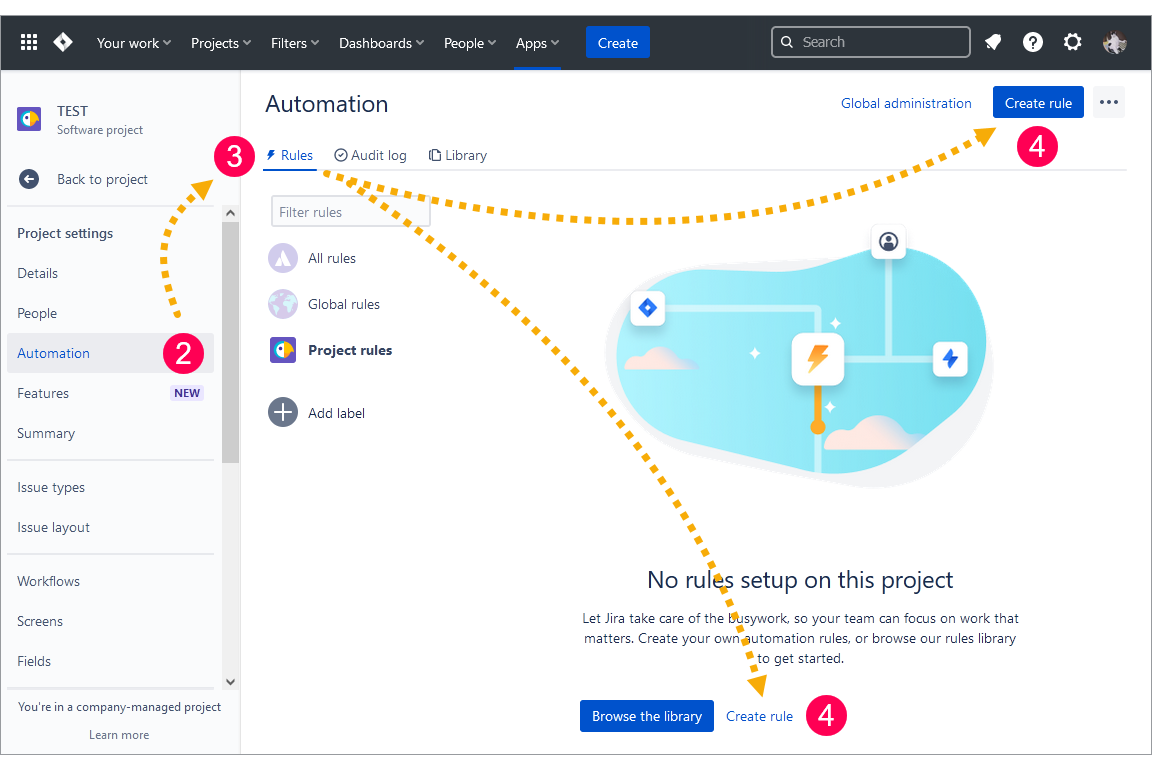 Your work Projects Filters Dashboards People Apps Create Search
TEST
Software project
Back to project
Project settings
Details
People
Automation 2
Features NEW
Summary
Issue types
Issue layout
Workflows
Screens
Fields
You're in a company-managed project
Learn more
Automation
Global administration Create rule
4
3 Rules Audit log Library
Filter rules
All rules
Global rules
Project rules
Add label
No rules setup on this project
Let Jira take care of the busywork, so your team can focus on work that
matters. Create your own automation rules, or browse our rules library
to get started.
Browse the library Create rule 4